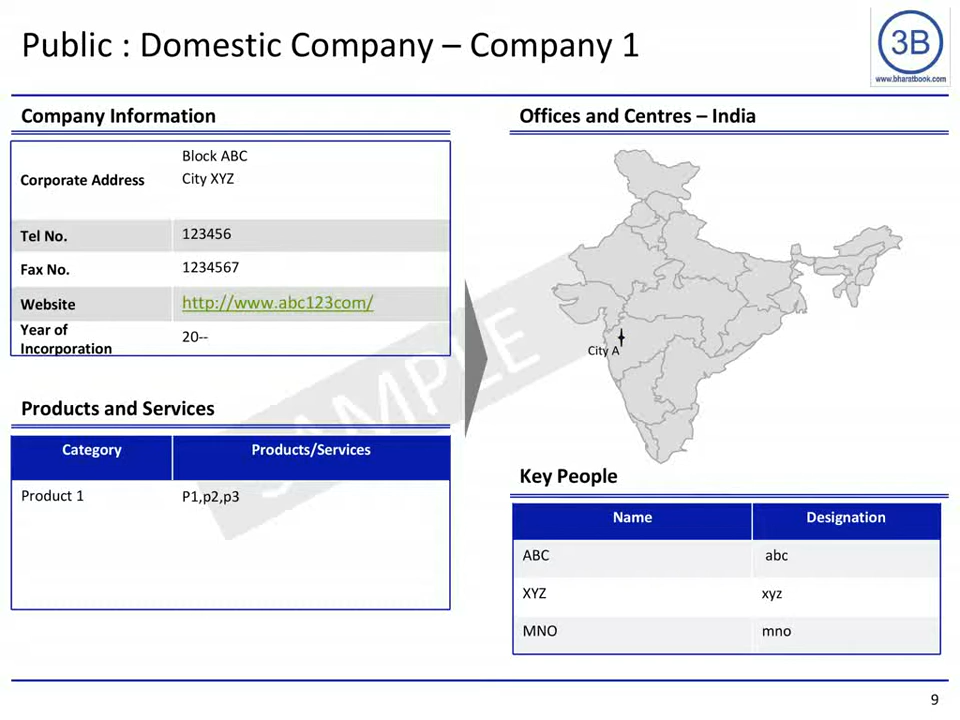 Public : Domestic Company – Company 1
3B
www.bharatbook.com
Company Information
Corporate Address
Block ABC
City XYZ
Tel No.
123456
Fax No.
1234567
Website
http://www.abc123com/
Year of
Incorporation
20--
Products and Services
Category
Products/Services
Product 1
P1,p2,p3
Offices and Centres – India
City A
Key People
Name
Designation
ABC
abc
XYZ
xyz
MNO
mno
SAMPLE
9